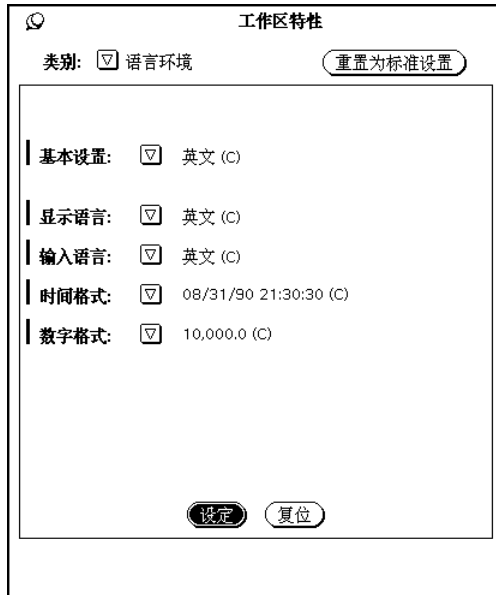 工作区特性
类别: 语言环境 重置为标准设置
基本设置: 英文 (C)
显示语言: 英文 (C)
输入语言: 英文 (C)
时间格式: 08/31/90 21:30:30 (C)
数字格式: 10,000.0 (C)
设定 复位